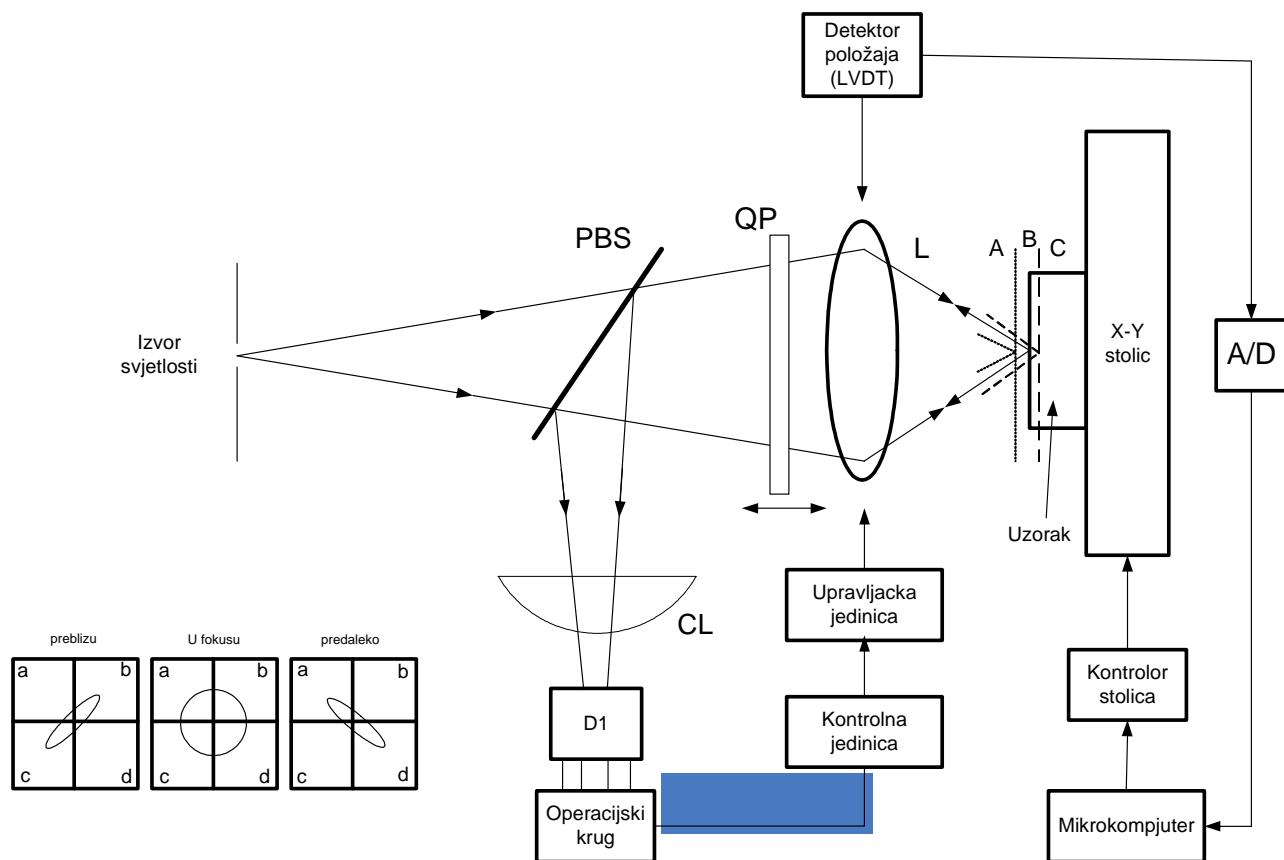 Detektor
položaja
(LVDT)
QP
PBS
L
A
B
C
Izvor
svjetlosti
X-Y
stolic
A/D
Uzorak
Upravljacka
jedinica
CL
preblizu
U fokusu
predaleko
a
b
a
b
a
b
c
d
c
d
c
d
D1
Kontrolna
jedinica
Kontrolor
stolica
Operacijski
krug
Mikrokompjuter